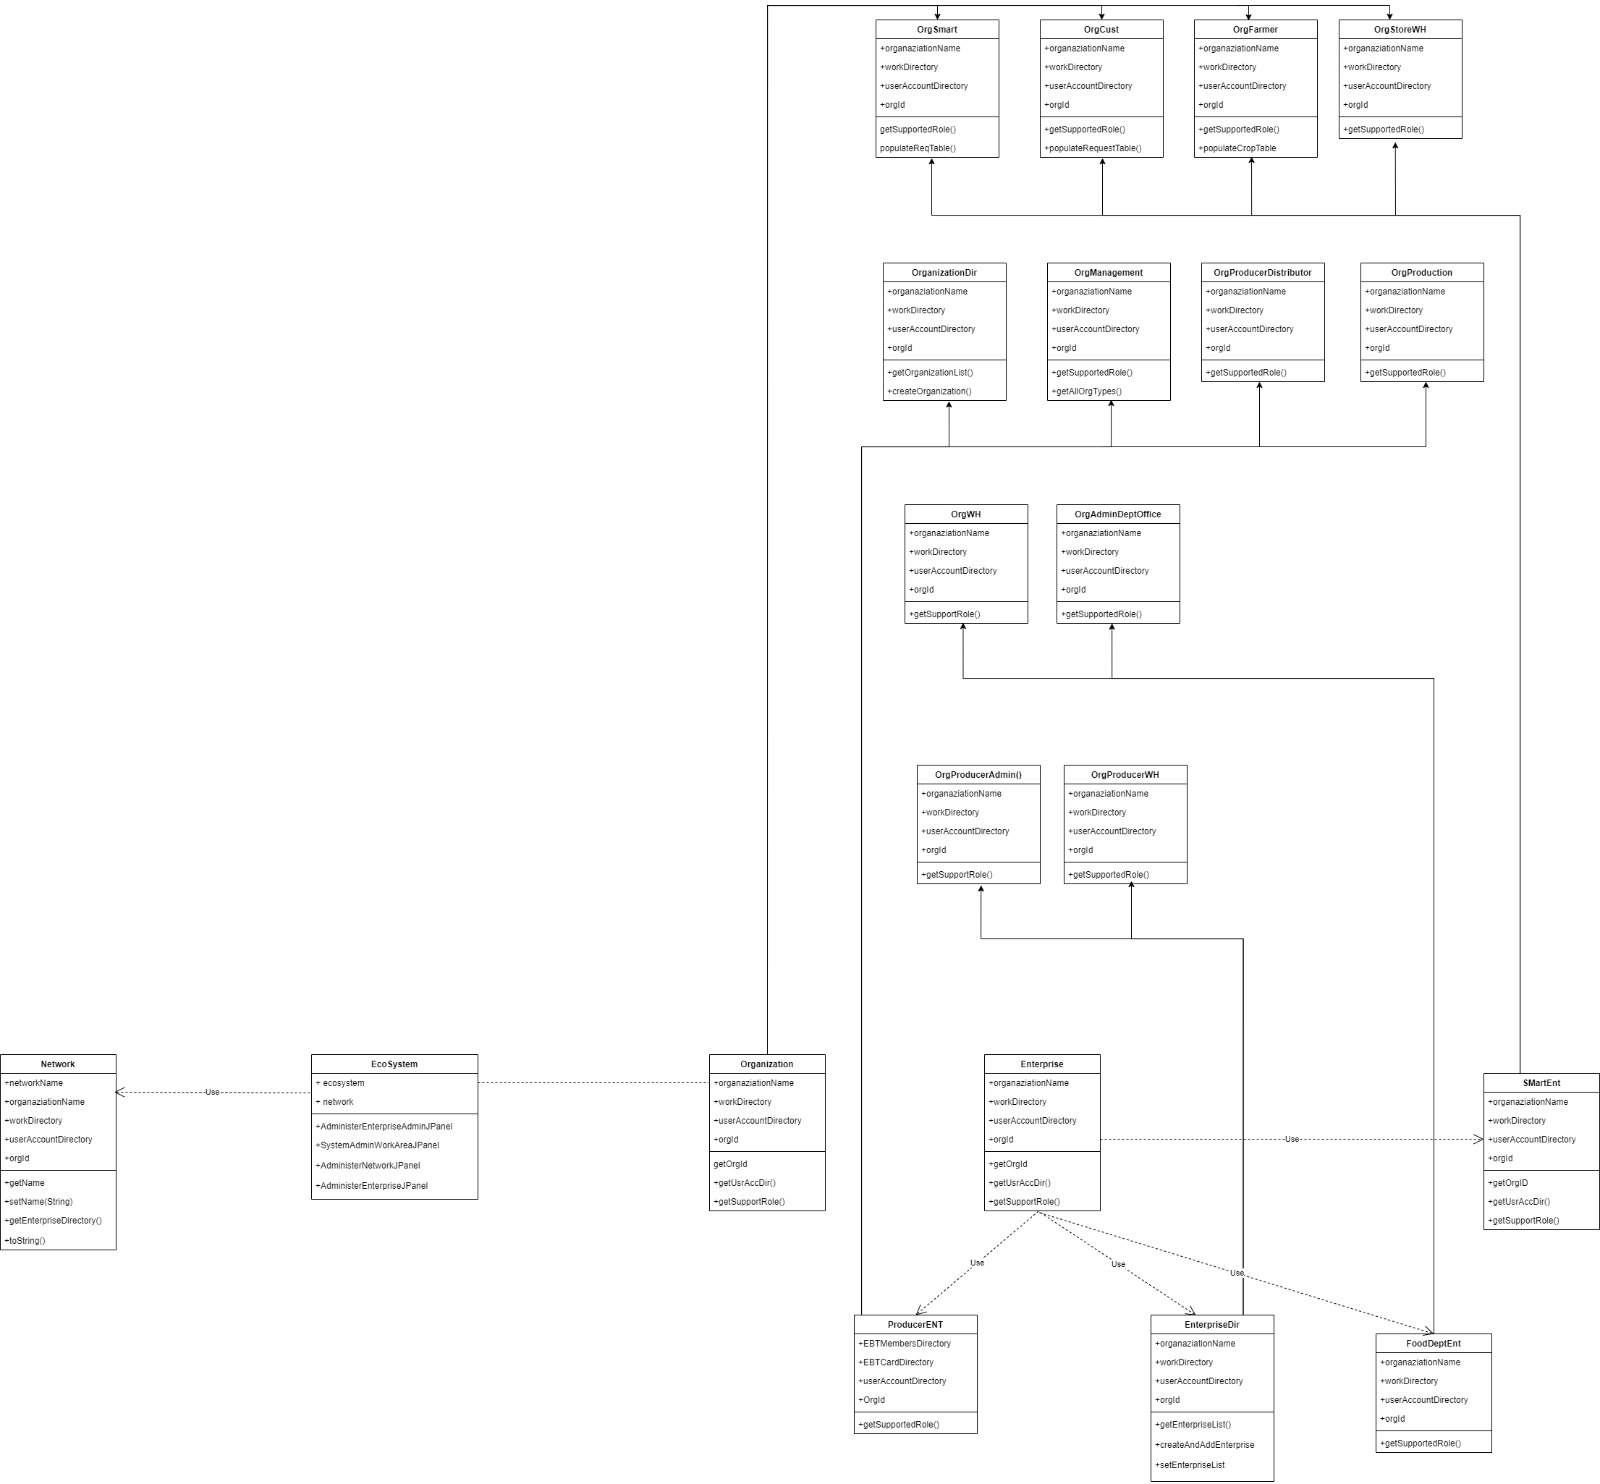 OrgSmart
+organaziationName
+workDirectory
+userAccountDirectory
+orgId
getSupportedRole()
populateReqTable()
OrgCust
+organaziationName
+workDirectory
+userAccountDirectory
+orgId
+getSupportedRole()
+populateRequestTable()
OrgFarmer
+organaziationName
+workDirectory
+userAccountDirectory
+orgId
+getSupportedRole()
+populateCropTable
OrgStoreWH
+organaziationName
+workDirectory
+userAccountDirectory
+orgId
+getSupportedRole()
OrganizationDir
+organaziationName
+workDirectory
+userAccountDirectory
+orgId
+getOrganizationList()
+createOrganization()
OrgManagement
+organaziationName
+workDirectory
+userAccountDirectory
+orgId
+getSupportedRole()
+getAllOrgTypes()
OrgProducerDistributor
+organaziationName
+workDirectory
+userAccountDirectory
+orgId
+getSupportedRole()
OrgProduction
+organaziationName
+workDirectory
+userAccountDirectory
+orgId
+getSupportedRole()
OrgWH
+organaziationName
+workDirectory
+userAccountDirectory
+orgId
+getSupportRole()
OrgAdminDeptOffice
+organaziationName
+workDirectory
+userAccountDirectory
+orgId
+getSupportedRole()
OrgProducerAdmin()
+organaziationName
+workDirectory
+userAccountDirectory
+orgId
+getSupportRole()
OrgProducerWH
+organaziationName
+workDirectory
+userAccountDirectory
+orgId
+getSupportedRole()
Network
+networkName
+organaziationName
+workDirectory
+userAccountDirectory
+orgId
+getName
+setName(String)
+getEnterpriseDirectory()
+toString()
Use
EcoSystem
+ ecosystem
+ network
+AdministerEnterpriseAdminJPanel
+SystemAdminWorkAreaJPanel
+AdministerNetworkJPanel
+AdministerEnterpriseJPanel
Organization
+organaziationName
+workDirectory
+userAccountDirectory
+orgId
getOrgId
+getUsrAccDir()
+getSupportRole()
Enterprise
+organaziationName
+workDirectory
+userAccountDirectory
+orgId
+getOrgId
+getUsrAccDir()
+getSupportRole()
Use
SMartEnt
+organaziationName
+workDirectory
+userAccountDirectory
+orgId
+getOrgID
+getUsrAccDir()
+getSupportRole()
Use
Use
Use
ProducerENT
+EBTMembersDirectory
+EBTCardDirectory
+userAccountDirectory
+OrgId
+getSupportedRole()
EnterpriseDir
+organaziationName
+workDirectory
+userAccountDirectory
+orgId
+getEnterpriseList()
+createAndAddEnterprise
+setEnterpriseList
FoodDeptEnt
+organaziationName
+workDirectory
+userAccountDirectory
+orgId
+getSupportedRole()